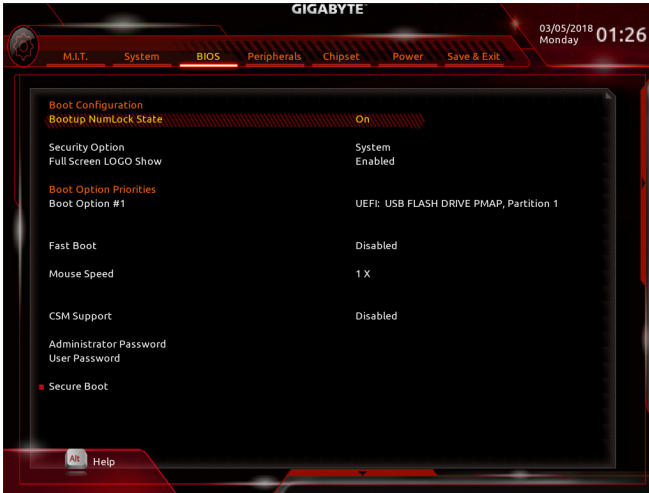 GIGABYTE
03/05/2018 01:26
Monday
M.I.T. System BIOS Peripherals Chipset Power Save & Exit
Boot Configuration
Bootup NumLock State On
Security Option System
Full Screen LOGO Show Enabled
Boot Option Priorities
Boot Option #1 UEFI: USB FLASH DRIVE PMAP, Partition 1
Fast Boot Disabled
Mouse Speed 1 X
CSM Support Disabled
Administrator Password
User Password
Secure Boot
Alt Help